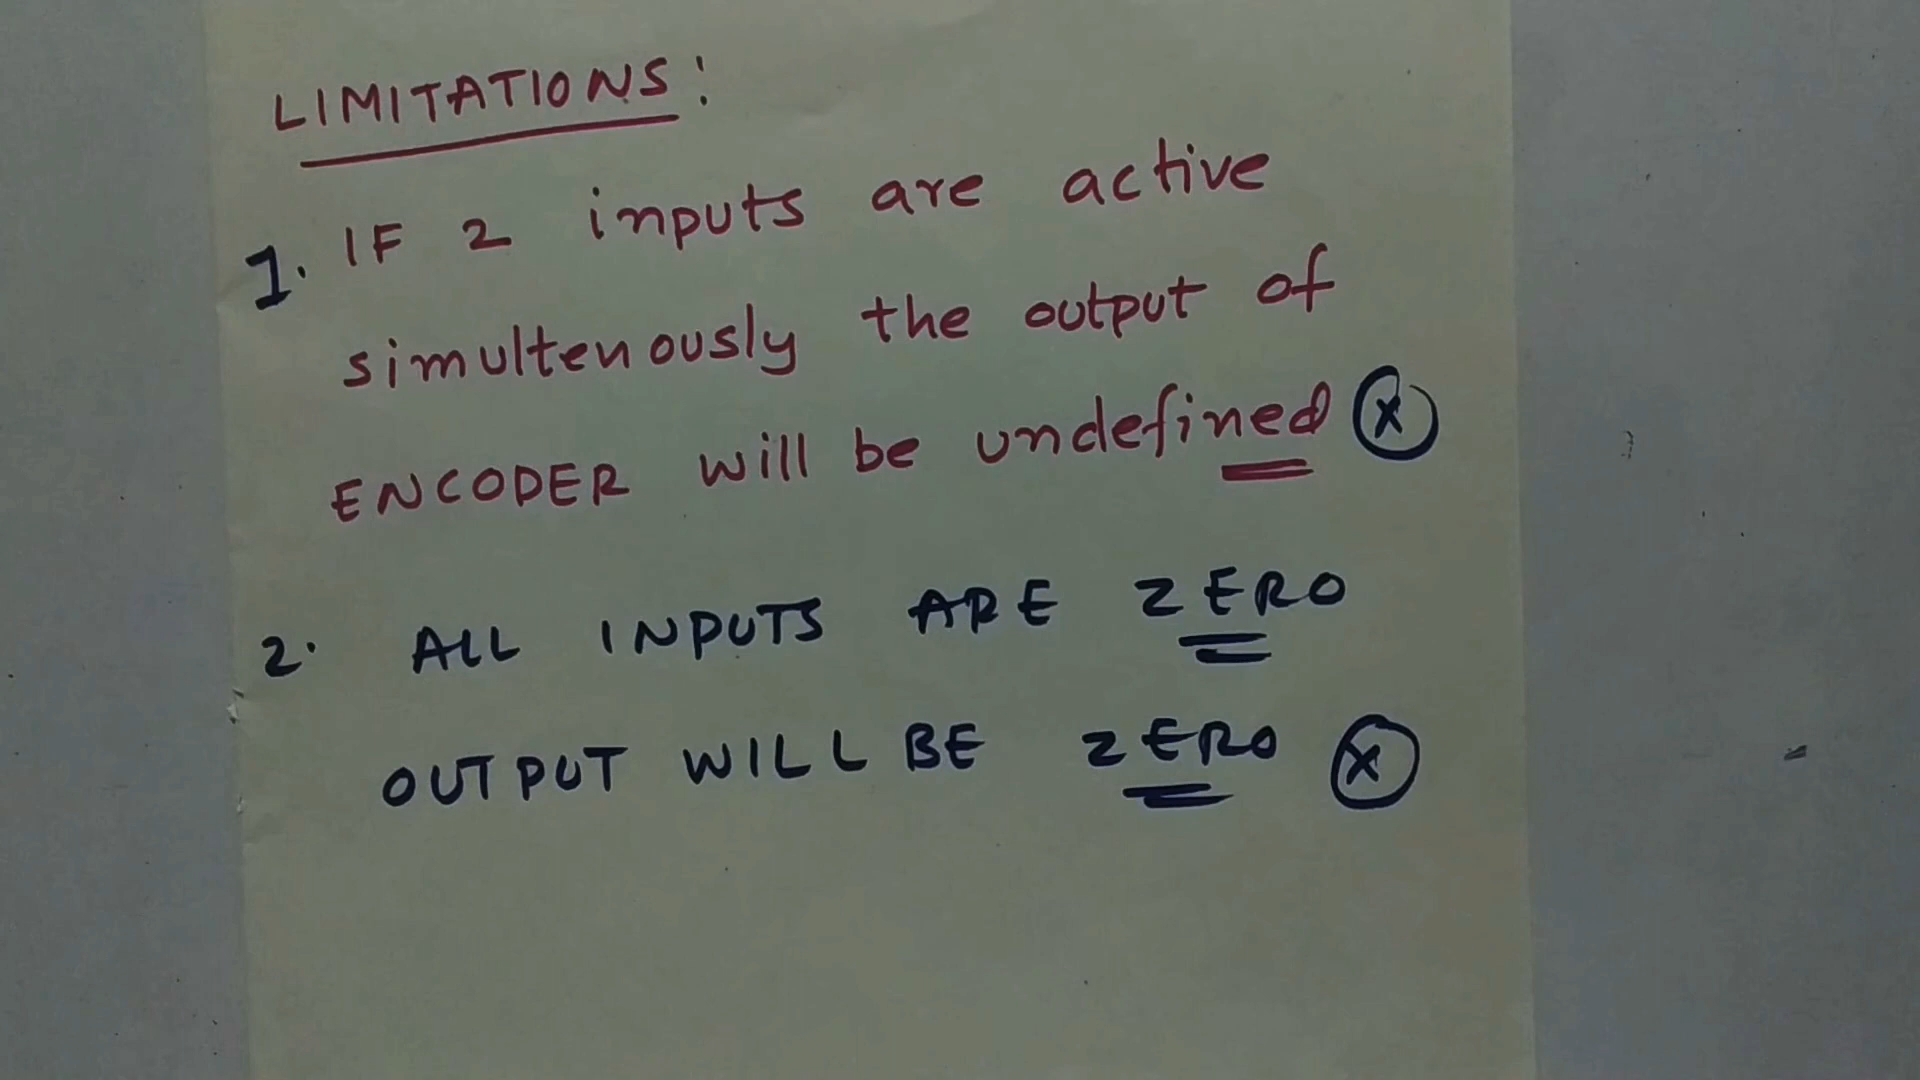 LIMITATIONS:
1. IF 2 inputs are active
simultenously the output of
ENCODER will be undefined X
2. ALL INPUTS ARE ZERO
OUTPUT WILL BE ZERO X